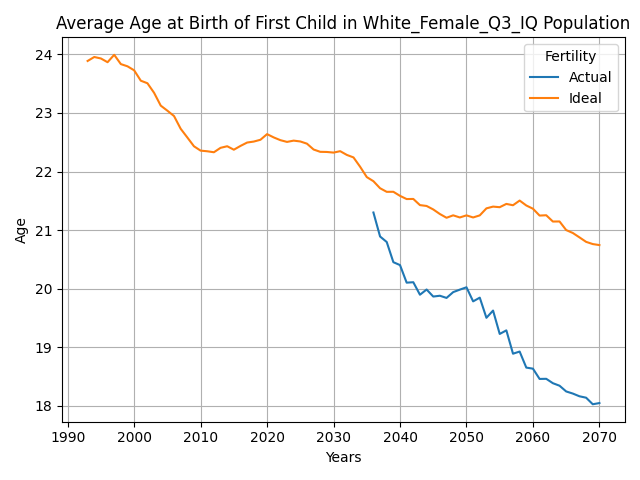 Average Age at Birth of First Child in White_Female_Q3_IQ Population
Fertility
Actual
Ideal
Age
24
23
22
21
20
19
18
1990 2000 2010 2020 2030 2040 2050 2060 2070
Years